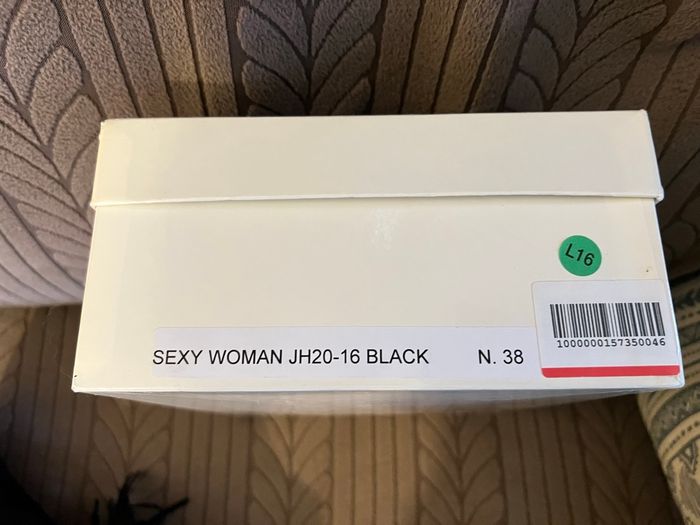 L16
1000000157350046
SEXY WOMAN JH20-16 BLACK N. 38